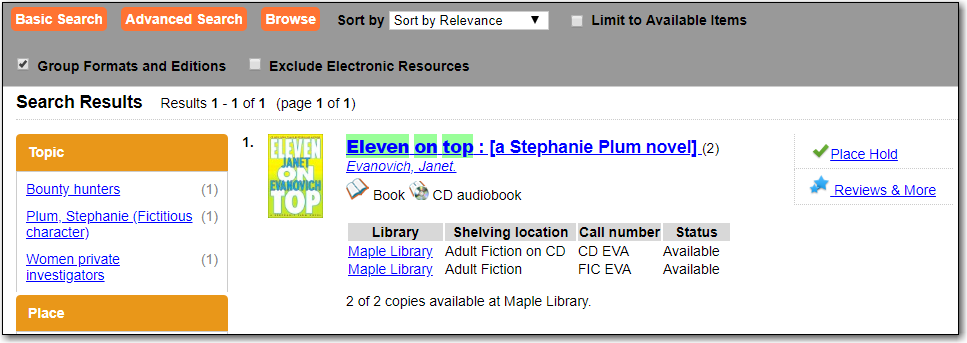 Basic Search Advanced Search Browse Sort by Sort by Relevance Limit to Available Items
Group Formats and Editions Exclude Electronic Resources
Search Results Results 1 - 1 of 1 (page 1 of 1)
Topic
Bounty hunters (1)
Plum, Stephanie (Fictitious character) (1)
Women private investigators (1)
Place
1.
ELEVEN
JANET
ON
EVANOVICH
TOP
Eleven on top : [a Stephanie Plum novel] (2)
Evanovich, Janet.
Book CD audiobook
Library Shelving location Call number Status
Maple Library Adult Fiction on CD CD EVA Available
Maple Library Adult Fiction FIC EVA Available
2 of 2 copies available at Maple Library.
Place Hold
Reviews & More